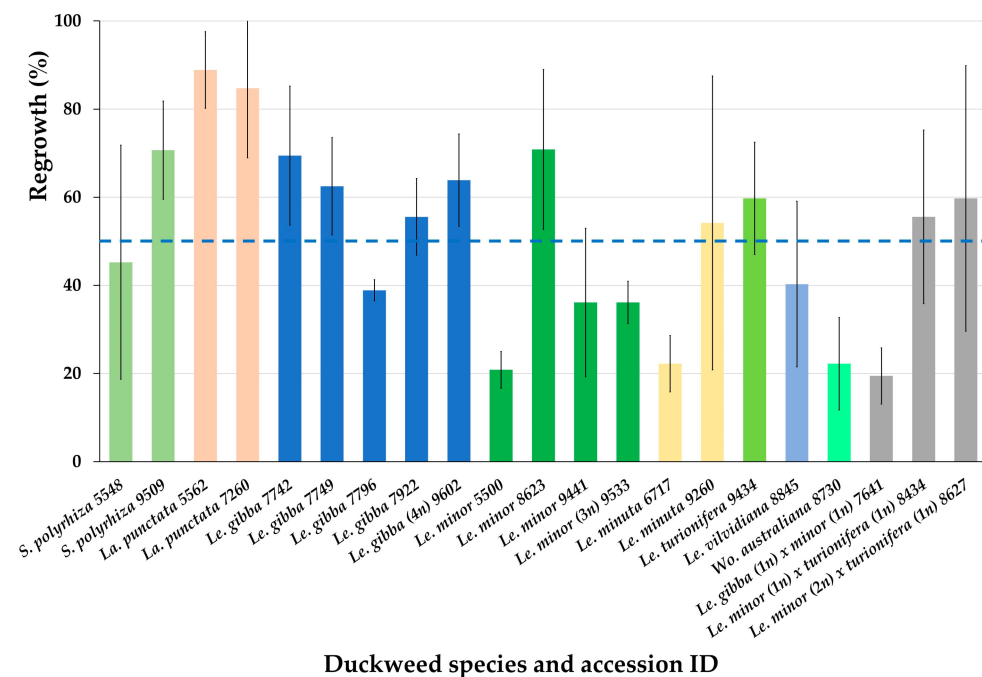 Regrowth (%)
100
80
60
40
20
0
S. polyrhiza 5548
S. polyrhiza 9509
La. punctata 5562
La. punctata 7260
Le. gibba 7742
Le. gibba 7749
Le. gibba 7796
Le. gibba 7922
Le. gibba (4n) 9602
Le. minor 5500
Le. minor 8623
Le. minor 9441
Le. minor (3n) 9533
Le. minuta 6717
Le. minuta 9260
Le. turionifera 9434
Le. vilvidiana 8845
Wo. australiana 8730
Le. gibba (1n) x minor (1n) 7641
Le. minor (1n) x turionifera (1n) 8434
Le. minor (2n) x turionifera (1n) 8627
Duckweed species and accession ID